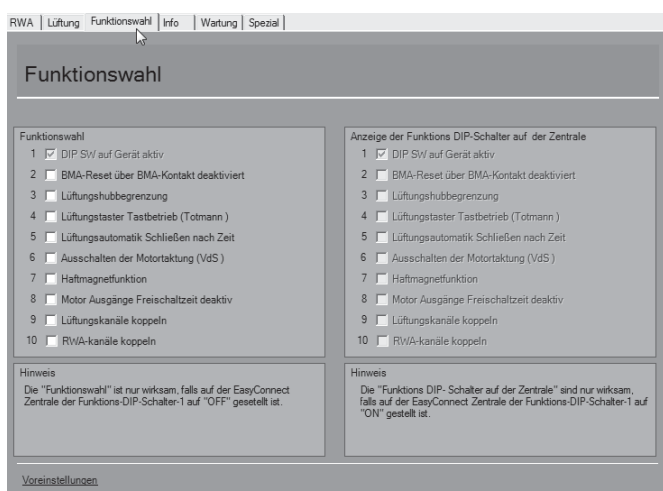 RWA Lüftung Funktionswahl Info Wartung Spezial
Funktionswahl
Funktionswahl
1 DIP SW auf Gerät aktiv
2 BMA-Reset über BMA-Kontakt deaktiviert
3 Lüftungshubbegrenzung
4 Lüftungstaster Tastbetrieb (Totmann )
5 Lüftungsautomatik Schließen nach Zeit
6 Ausschalten der Motortaktung (VdS )
7 Haftmagnetfunktion
8 Motor Ausgänge Freischaltzeit deaktiv
9 Lüftungskanäle koppeln
10 RWA-kanäle koppeln
Hinweis
Die "Funktionswahl" ist nur wirksam, falls auf der EasyConnect
Zentrale der Funktions-DIP-Schalter-1 auf "OFF" gesetellt ist.
Anzeige der Funktions DIP-Schalter auf der Zentrale
1 DIP SW auf Gerät aktiv
2 BMA-Reset über BMA-Kontakt deaktiviert
3 Lüftungshubbegrenzung
4 Lüftungstaster Tastbetrieb (Totmann )
5 Lüftungsautomatik Schließen nach Zeit
6 Ausschalten der Motortaktung (VdS )
7 Haftmagnetfunktion
8 Motor Ausgänge Freischaltzeit deaktiv
9 Lüftungskanäle koppeln
10 RWA-kanäle koppeln
Hinweis
Die "Funktions DIP- Schalter auf der Zentrale" sind nur wirksam,
falls auf der EasyConnect Zentrale der Funktions-DIP-Schalter-1 auf
"ON" gestellt ist.
Voreinstellungen